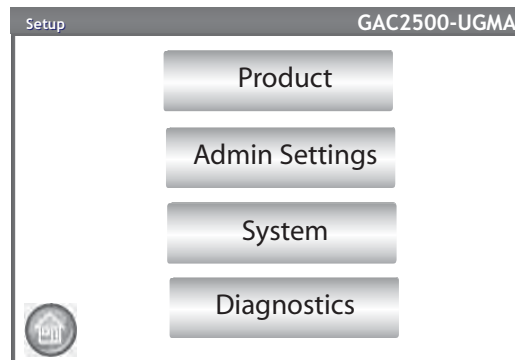 Setup GAC2500-UGMA
Product
Admin Settings
System
Diagnostics